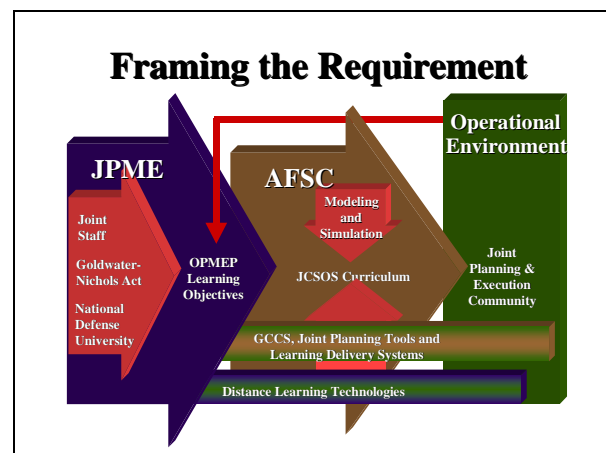 Framing the Requirement
JPME
Joint
Staff
Goldwater-
Nichols Act
National
Defense
University
OPMEP
Learning
Objectives
AFSC
Modeling
and
Simulation
JCSOS Curriculum
Operational
Environment
Joint
Planning &
Execution
Community
GCCS, Joint Planning Tools and
Learning Delivery Systems
Distance Learning Technologies